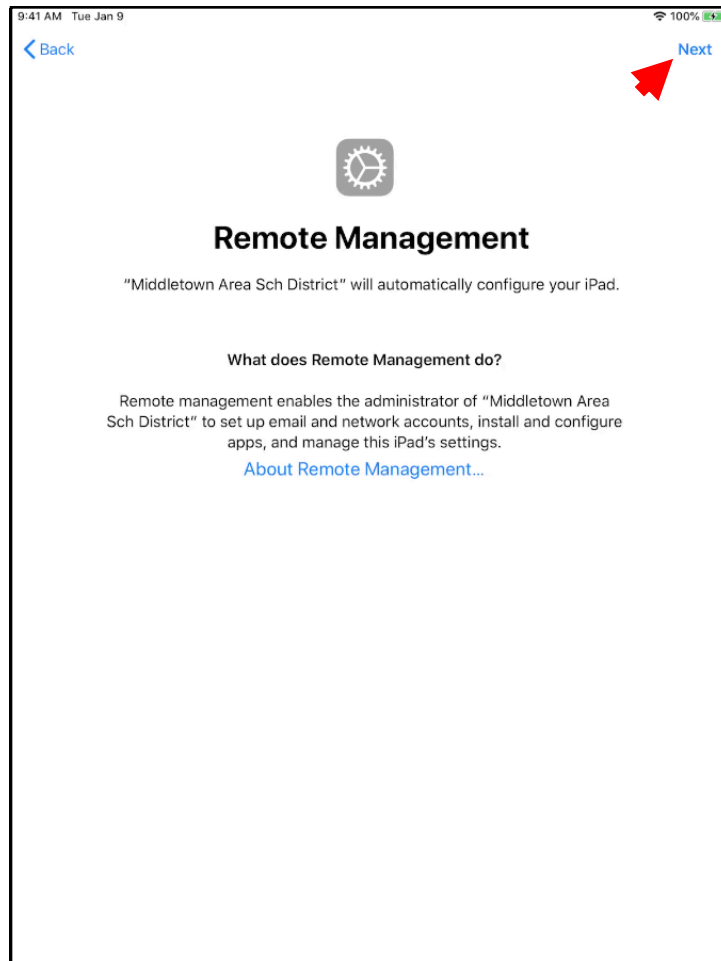 9:41 AM Tue Jan 9 100%
Back Next
Remote Management
“Middletown Area Sch District” will automatically configure your iPad.
What does Remote Management do?
Remote management enables the administrator of “Middletown Area
Sch District” to set up email and network accounts, install and configure
apps, and manage this iPad’s settings.
About Remote Management...